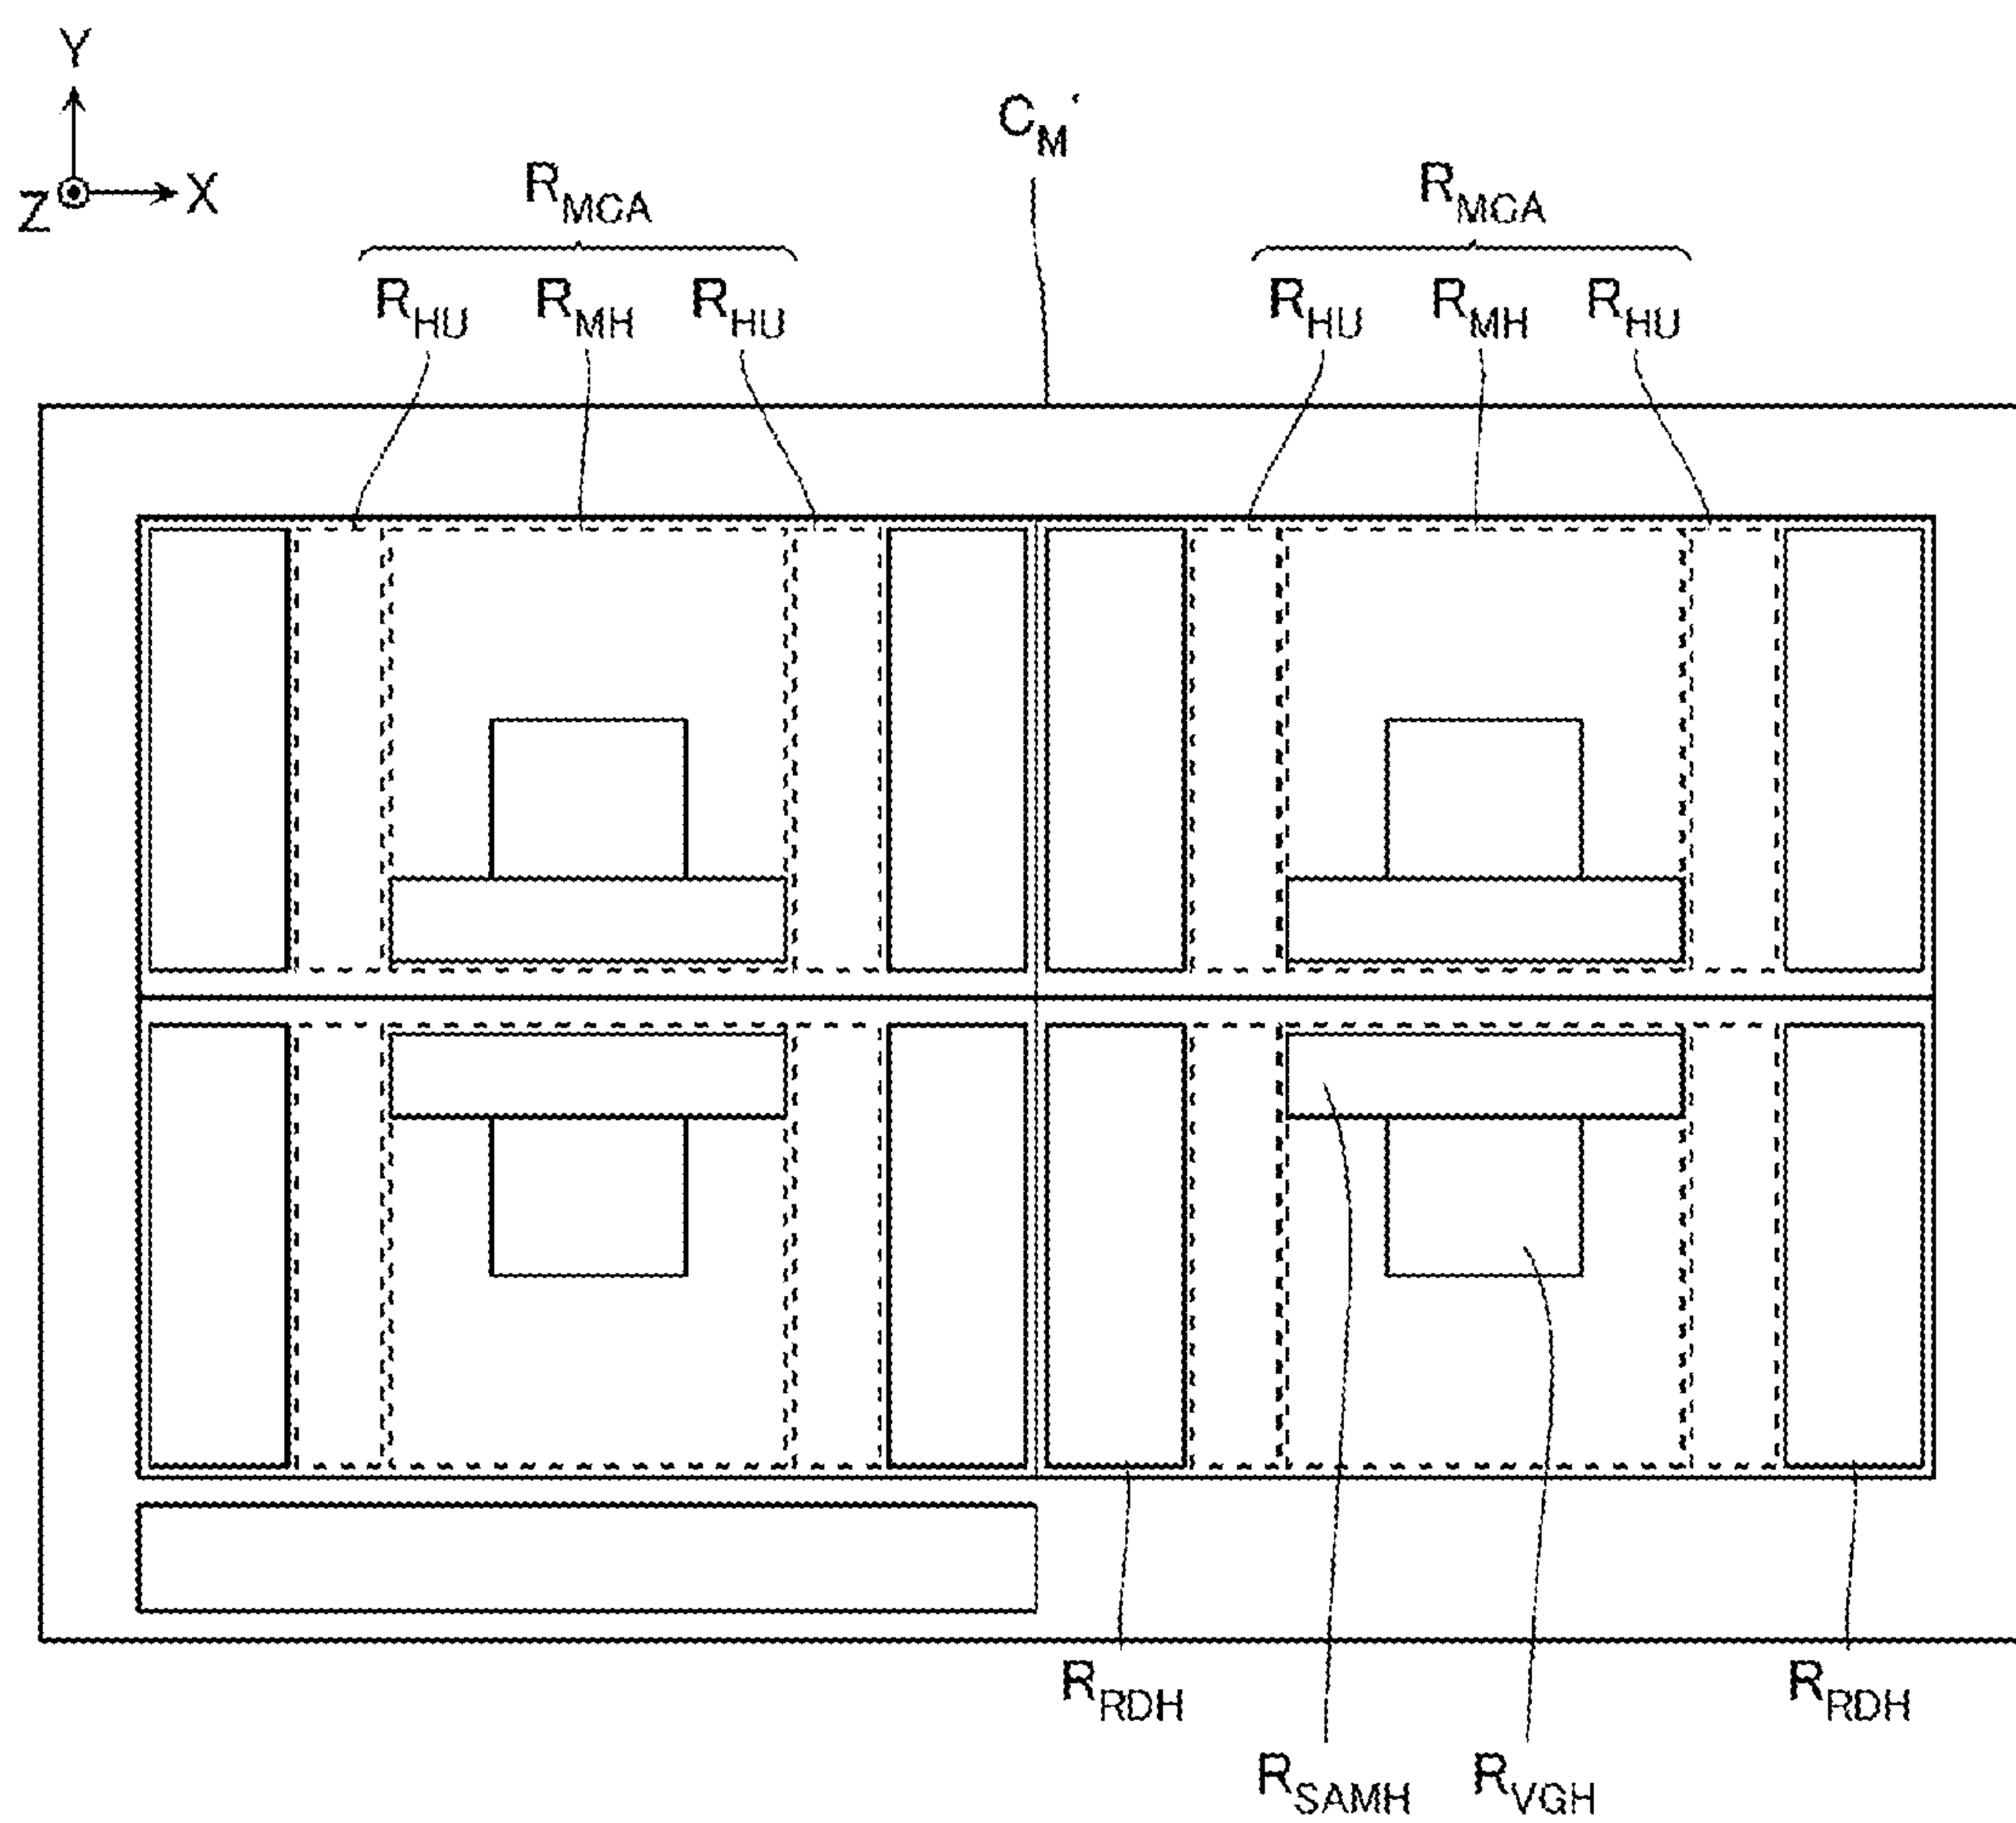 Y
Z X
C_M'
R_MCA R_MCA
R_HU R_MH R_HU R_HU R_MH R_HU
R_RDH R_RDH
R_SAMH R_VGH